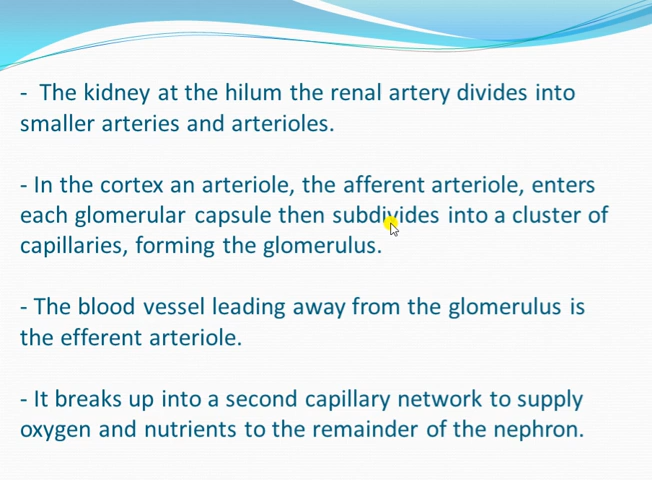 - The kidney at the hilum the renal artery divides into
smaller arteries and arterioles.
- In the cortex an arteriole, the afferent arteriole, enters
each glomerular capsule then subdivides into a cluster of
capillaries, forming the glomerulus.
- The blood vessel leading away from the glomerulus is
the efferent arteriole.
- It breaks up into a second capillary network to supply
oxygen and nutrients to the remainder of the nephron.